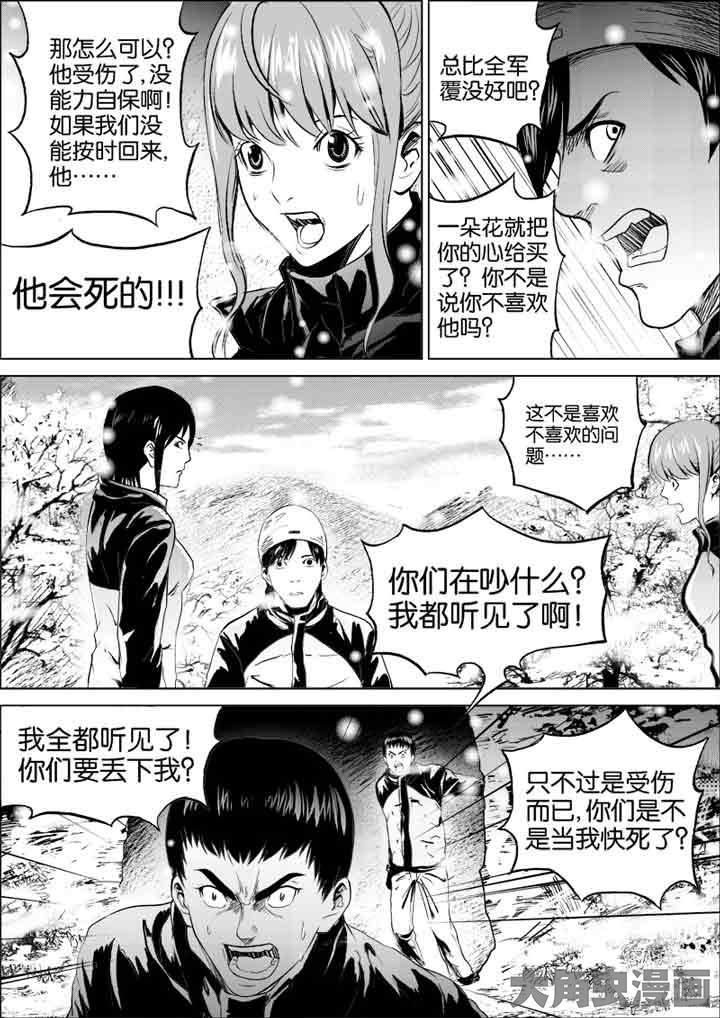 那怎么可以?
他受伤了,没
能力自保啊!
如果我们没
能按时回来,
他……
他会死的!!!
总比全军
覆没好吧?
一朵花就把
你的心给买
了?你不是
说你不喜欢
他吗?
这不是喜欢
不喜欢的问
题……
你们在吵什么?
我都听见了啊!
我全都听见了!
你们要丢下我?
只不过是受伤
而已,你们是不
是当我快死了?
大角虫漫画